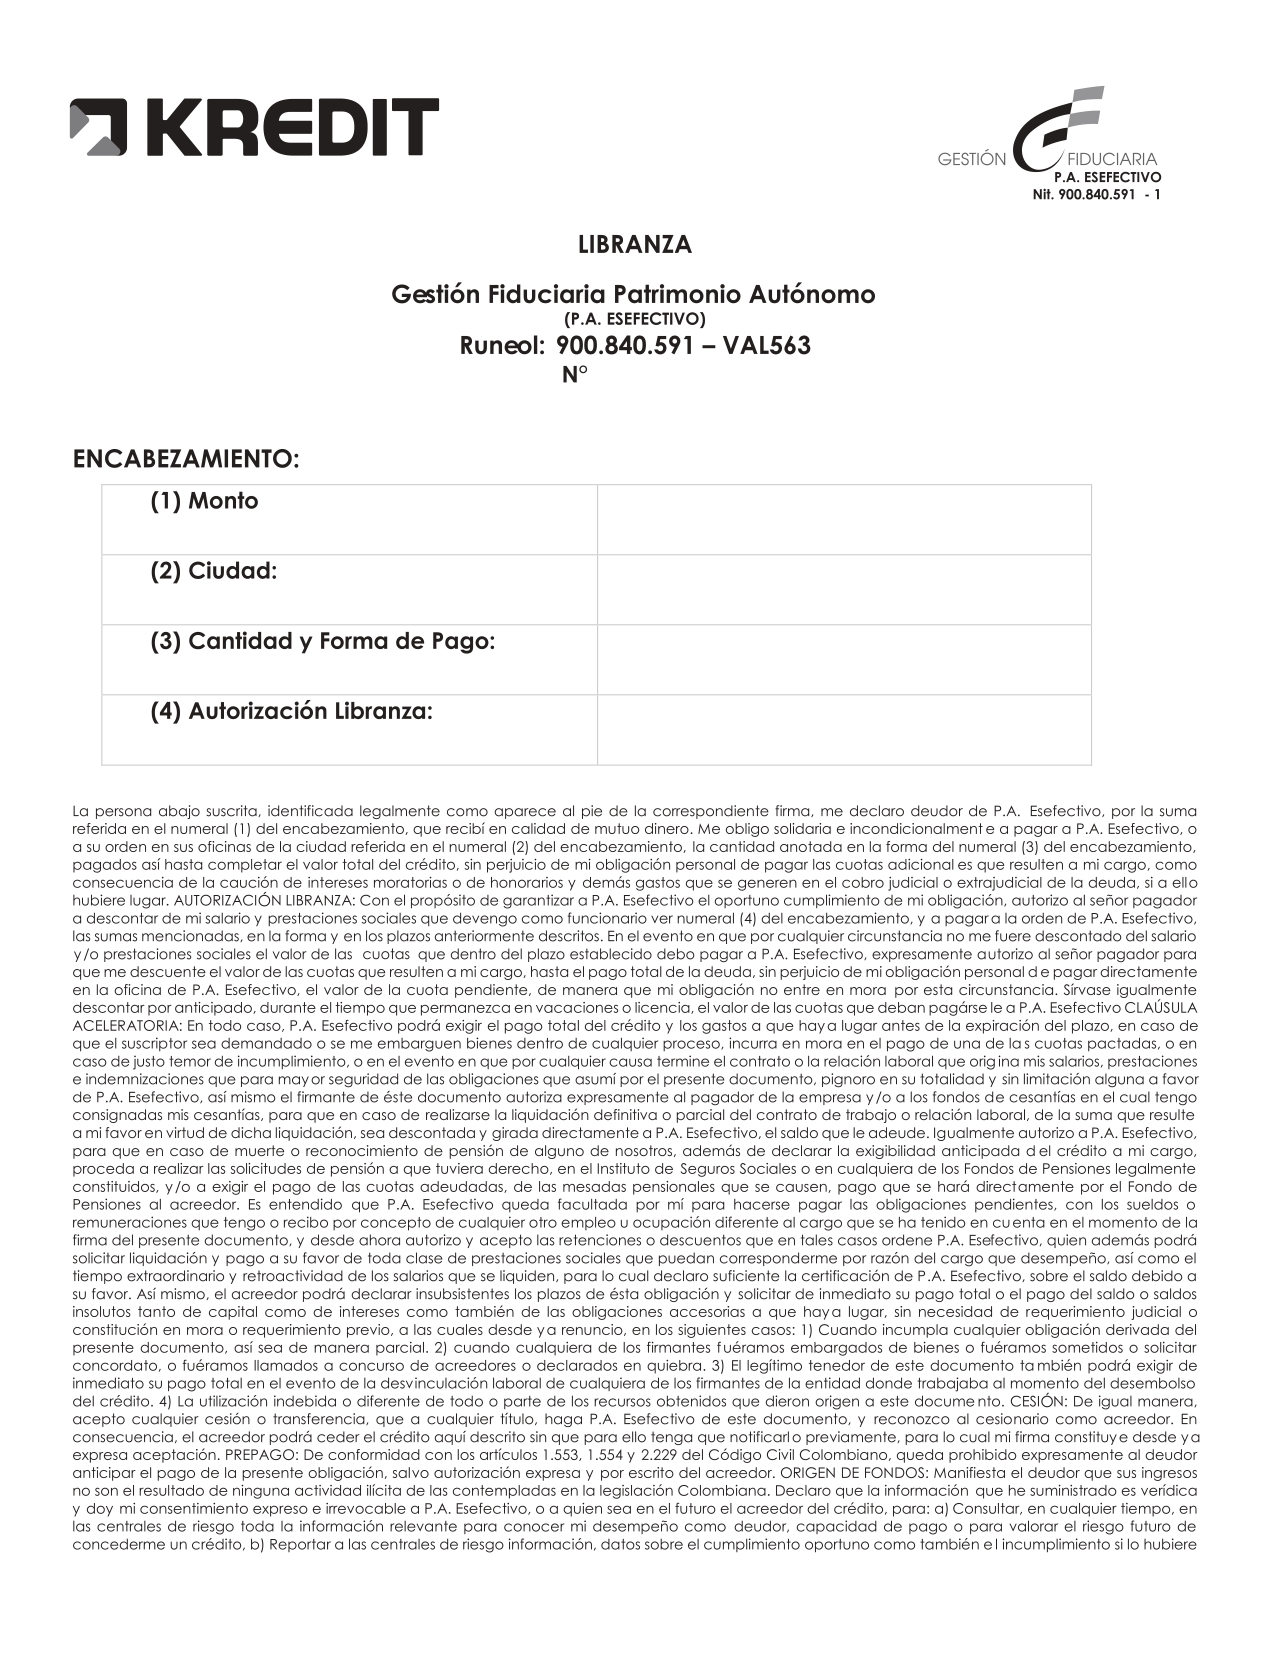 KREDIT
GESTIÓN FIDUCIARIA
P.A. ESEFECTIVO
Nit. 900.840.591 - 1
LIBRANZA
Gestión Fiduciaria Patrimonio Autónomo
(P.A. ESEFECTIVO)
Runeol: 900.840.591 – VAL563
N°
ENCABEZAMIENTO:
(1) Monto
(2) Ciudad:
(3) Cantidad y Forma de Pago:
(4) Autorización Libranza:
La persona abajo suscrita, identificada legalmente como aparece al pie de la correspondiente firma, me declaro deudor de P.A. Esefectivo, por la suma
referida en el numeral (1) del encabezamiento, que recibí en calidad de mutuo dinero. Me obligo solidaria e incondicionalmente a pagar a P.A. Esefectivo, o
a su orden en sus oficinas de la ciudad referida en el numeral (2) del encabezamiento, la cantidad anotada en la forma del numeral (3) del encabezamiento,
pagados así hasta completar el valor total del crédito, sin perjuicio de mi obligación personal de pagar las cuotas adicionales que resulten a mi cargo, como
consecuencia de la caución de intereses moratorias o de honorarios y demás gastos que se generen en el cobro judicial o extrajudicial de la deuda, si a ello
hubiere lugar. AUTORIZACIÓN LIBRANZA: Con el propósito de garantizar a P.A. Esefectivo el oportuno cumplimiento de mi obligación, autorizo al señor pagador
a descontar de mi salario y prestaciones sociales que devengo como funcionario ver numeral (4) del encabezamiento, y a pagar a la orden de P.A. Esefectivo,
las sumas mencionadas, en la forma y en los plazos anteriormente descritos. En el evento en que por cualquier circunstancia no me fuere descontado del salario
y/o prestaciones sociales el valor de las cuotas que dentro del plazo establecido debo pagar a P.A. Esefectivo, expresamente autorizo al señor pagador para
que me descuente el valor de las cuotas que resulten a mi cargo, hasta el pago total de la deuda, sin perjuicio de mi obligación personal de pagar directamente
en la oficina de P.A. Esefectivo, el valor de la cuota pendiente, de manera que mi obligación no entre en mora por esta circunstancia. Sírvase igualmente
descontar por anticipado, durante el tiempo que permanezca en vacaciones o licencia, el valor de las cuotas que deban pagársele a P.A. Esefectivo CLAÚSULA
ACELERATORIA: En todo caso, P.A. Esefectivo podrá exigir el pago total del crédito y los gastos a que haya lugar antes de la expiración del plazo, en caso de
que el suscriptor sea demandado o se me embarguen bienes dentro de cualquier proceso, incurra en mora en el pago de una de las cuotas pactadas, o en
caso de justo temor de incumplimiento, o en el evento en que por cualquier causa termine el contrato o la relación laboral que origina mis salarios, prestaciones
e indemnizaciones que para mayor seguridad de las obligaciones que asumí por el presente documento, pignoro en su totalidad y sin limitación alguna a favor
de P.A. Esefectivo, así mismo el firmante de éste documento autoriza expresamente al pagador de la empresa y/o a los fondos de cesantías en el cual tengo
consignadas mis cesantías, para que en caso de realizarse la liquidación definitiva o parcial del contrato de trabajo o relación laboral, de la suma que resulte
a mi favor en virtud de dicha liquidación, sea descontada y girada directamente a P.A. Esefectivo, el saldo que le adeude. Igualmente autorizo a P.A. Esefectivo,
para que en caso de muerte o reconocimiento de pensión de alguno de nosotros, además de declarar la exigibilidad anticipada del crédito a mi cargo,
proceda a realizar las solicitudes de pensión a que tuviera derecho, en el Instituto de Seguros Sociales o en cualquiera de los Fondos de Pensiones legalmente
constituidos, y/o a exigir el pago de las cuotas adeudadas, de las mesadas pensionales que se causen, pago que se hará directamente por el Fondo de
Pensiones al acreedor. Es entendido que P.A. Esefectivo queda facultada por mí para hacerse pagar las obligaciones pendientes, con los sueldos o
remuneraciones que tengo o recibo por concepto de cualquier otro empleo u ocupación diferente al cargo que se ha tenido en cuenta en el momento de la
firma del presente documento, y desde ahora autorizo y acepto las retenciones o descuentos que en tales casos ordene P.A. Esefectivo, quien además podrá
solicitar liquidación y pago a su favor de toda clase de prestaciones sociales que puedan corresponderme por razón del cargo que desempeño, así como el
tiempo extraordinario y retroactividad de los salarios que se liquiden, para lo cual declaro suficiente la certificación de P.A. Esefectivo, sobre el saldo debido a
su favor. Así mismo, el acreedor podrá declarar insubsistentes los plazos de ésta obligación y solicitar de inmediato su pago total o el pago del saldo o saldos
insolutos tanto de capital como de intereses como también de las obligaciones accesorias a que haya lugar, sin necesidad de requerimiento judicial o
constitución en mora o requerimiento previo, a las cuales desde ya renuncio, en los siguientes casos: 1) Cuando incumpla cualquier obligación derivada del
presente documento, así sea de manera parcial. 2) cuando cualquiera de los firmantes fuéramos embargados de bienes o fuéramos sometidos o solicitar
concordato, o fuéramos llamados a concurso de acreedores o declarados en quiebra. 3) El legítimo tenedor de este documento también podrá exigir de
inmediato su pago total en el evento de la desvinculación laboral de cualquiera de los firmantes de la entidad donde trabajaba al momento del desembolso
del crédito. 4) La utilización indebida o diferente de todo o parte de los recursos obtenidos que dieron origen a este documento. CESIÓN: De igual manera,
acepto cualquier cesión o transferencia, que a cualquier título, haga P.A. Esefectivo de este documento, y reconozco al cesionario como acreedor. En
consecuencia, el acreedor podrá ceder el crédito aquí descrito sin que para ello tenga que notificarlo previamente, para lo cual mi firma constituye desde ya
expresa aceptación. PREPAGO: De conformidad con los artículos 1.553, 1.554 y 2.229 del Código Civil Colombiano, queda prohibido expresamente al deudor
anticipar el pago de la presente obligación, salvo autorización expresa y por escrito del acreedor. ORIGEN DE FONDOS: Manifiesta el deudor que sus ingresos
no son el resultado de ninguna actividad ilícita de las contempladas en la legislación Colombiana. Declaro que la información que he suministrado es verídica
y doy mi consentimiento expreso e irrevocable a P.A. Esefectivo, o a quien sea en el futuro el acreedor del crédito, para: a) Consultar, en cualquier tiempo, en
las centrales de riesgo toda la información relevante para conocer mi desempeño como deudor, capacidad de pago o para valorar el riesgo futuro de
concederme un crédito, b) Reportar a las centrales de riesgo información, datos sobre el cumplimiento oportuno como también el incumplimiento si lo hubiere